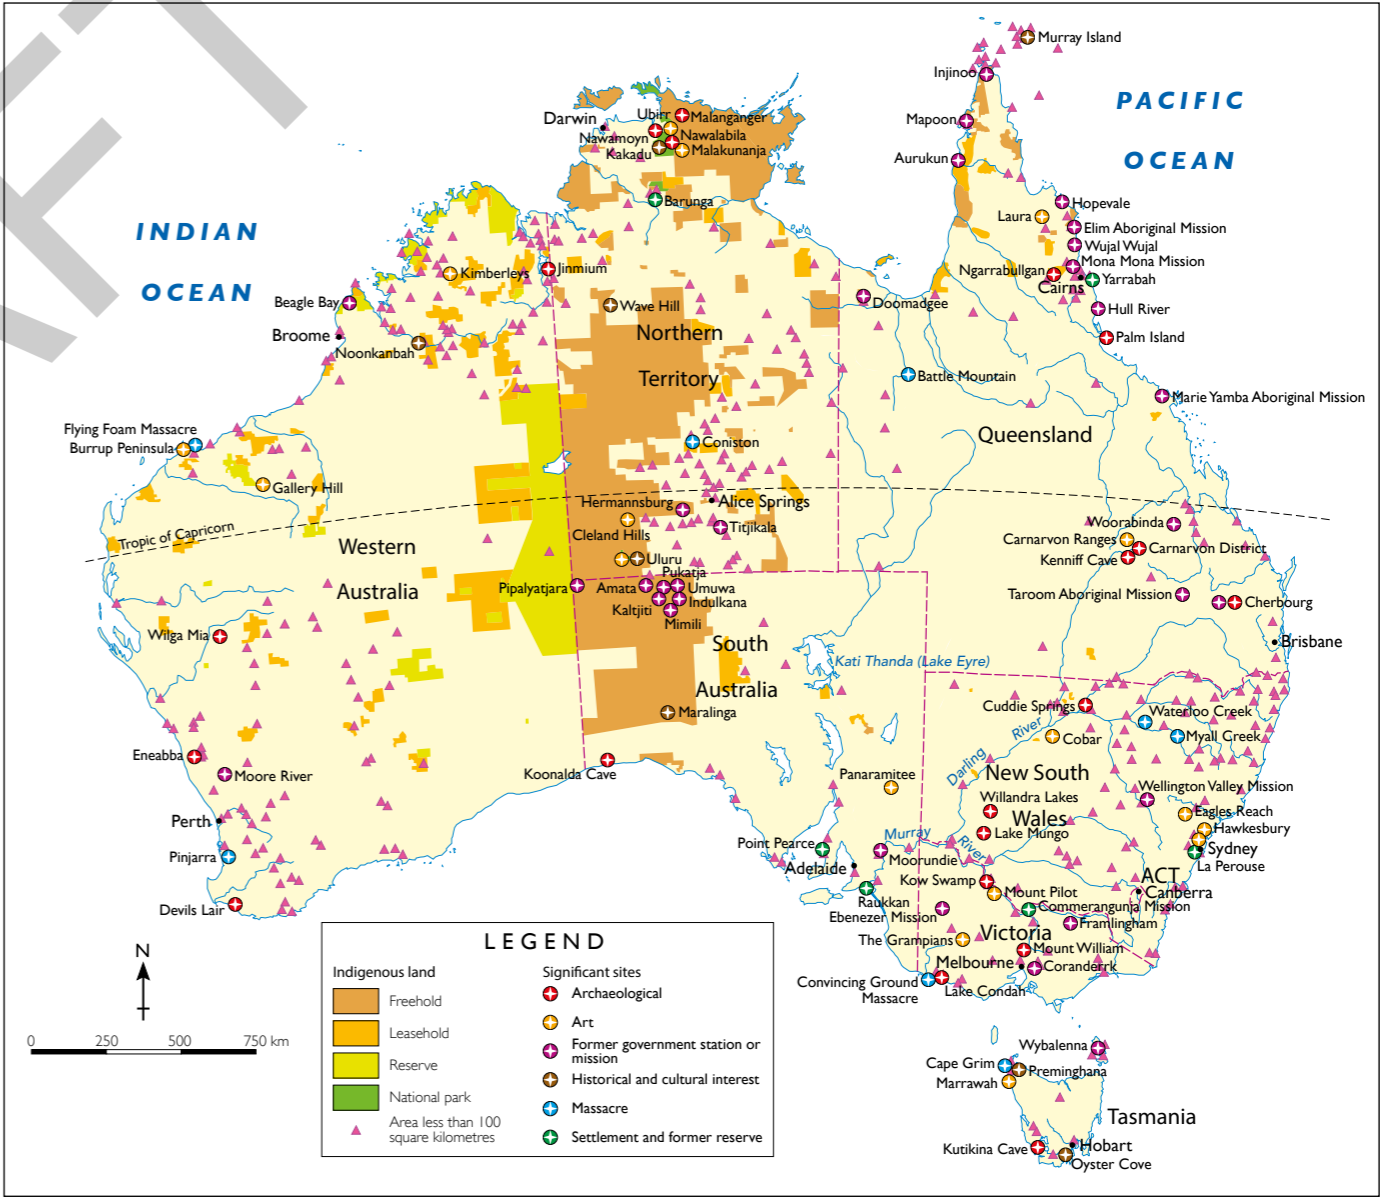 Murray Island
Injinoo
PACIFIC
OCEAN
Mapoon
Aurukun
Darwin
Ubirr
Malanganger
Nawamoyn
Nawalabila
Kakadu
Malakunanja
Barunga
INDIAN
OCEAN
Hopevale
Laura
Elim Aboriginal Mission
Wujal Wujal
Mona Mona Mission
Ngarrabullgan
Yarrabah
Cairns
Hull River
Palm Island
Kimberleys
Jinmium
Beagle Bay
Broome
Noonkanbah
Wave Hill
Northern
Territory
Doomadgee
Battle Mountain
Marie Yamba Aboriginal Mission
Queensland
Flying Foam Massacre
Burrup Peninsula
Gallery Hill
Coniston
Tropic of Capricorn
Hermannsburg
Alice Springs
Titjikala
Cleland Hills
Uluru
Western
Australia
Pipalyatjara
Amata
Pukatja
Umuwa
Kaltjiti
Indulkana
Mimili
Woorabinda
Carnarvon Ranges
Carnarvon District
Kenniff Cave
Taroom Aboriginal Mission
Cherbourg
Brisbane
Wilga Mia
South
Australia
Kati Thanda (Lake Eyre)
Maralinga
Koonalda Cave
Eneabba
Moore River
Perth
Pinjarra
Devils Lair
Cuddie Springs
Waterloo Creek
Myall Creek
Cobar
Darling
River
Panaramitee
New South
Wales
Willandra Lakes
Lake Mungo
Wellington Valley Mission
Eagles Reach
Hawkesbury
Sydney
La Perouse
Point Pearce
Adelaide
Murray
River
Moorundie
Kow Swamp
Mount Pilot
ACT
Canberra
Raukkan
Ebenezer Mission
Commerangunja Mission
Framlingham
The Grampians
Victoria
Mount William
Melbourne
Coranderrk
Convincing Ground
Massacre
Lake Condah
Wybalenna
Cape Grim
Preminghana
Marrawah
Tasmania
Kutikina Cave
Hobart
Oyster Cove
N
0 250 500 750 km
LEGEND
Indigenous land
Freehold
Leasehold
Reserve
National park
Area less than 100
square kilometres
Significant sites
Archaeological
Art
Former government station or
mission
Historical and cultural interest
Massacre
Settlement and former reserve